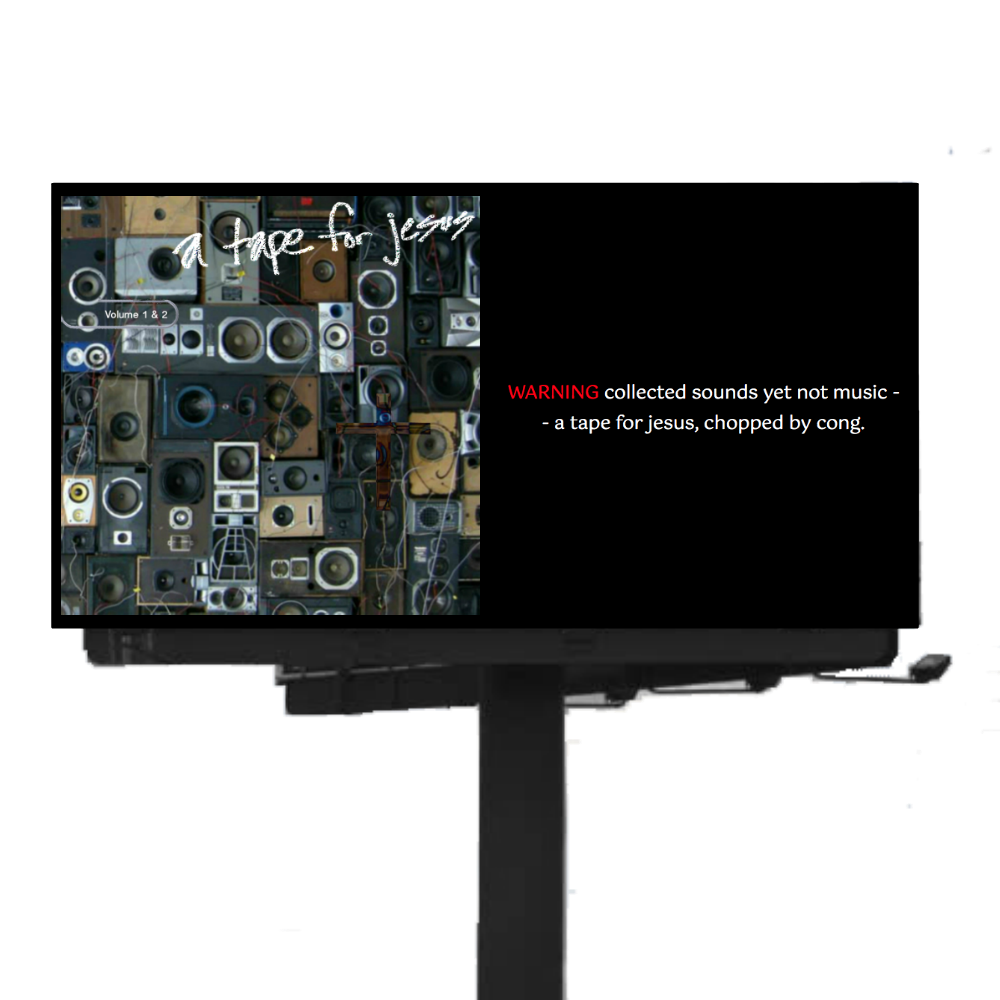 a tape for jesus
Volume 1 & 2
WARNING collected sounds yet not music -
- a tape for jesus, chopped by cong.